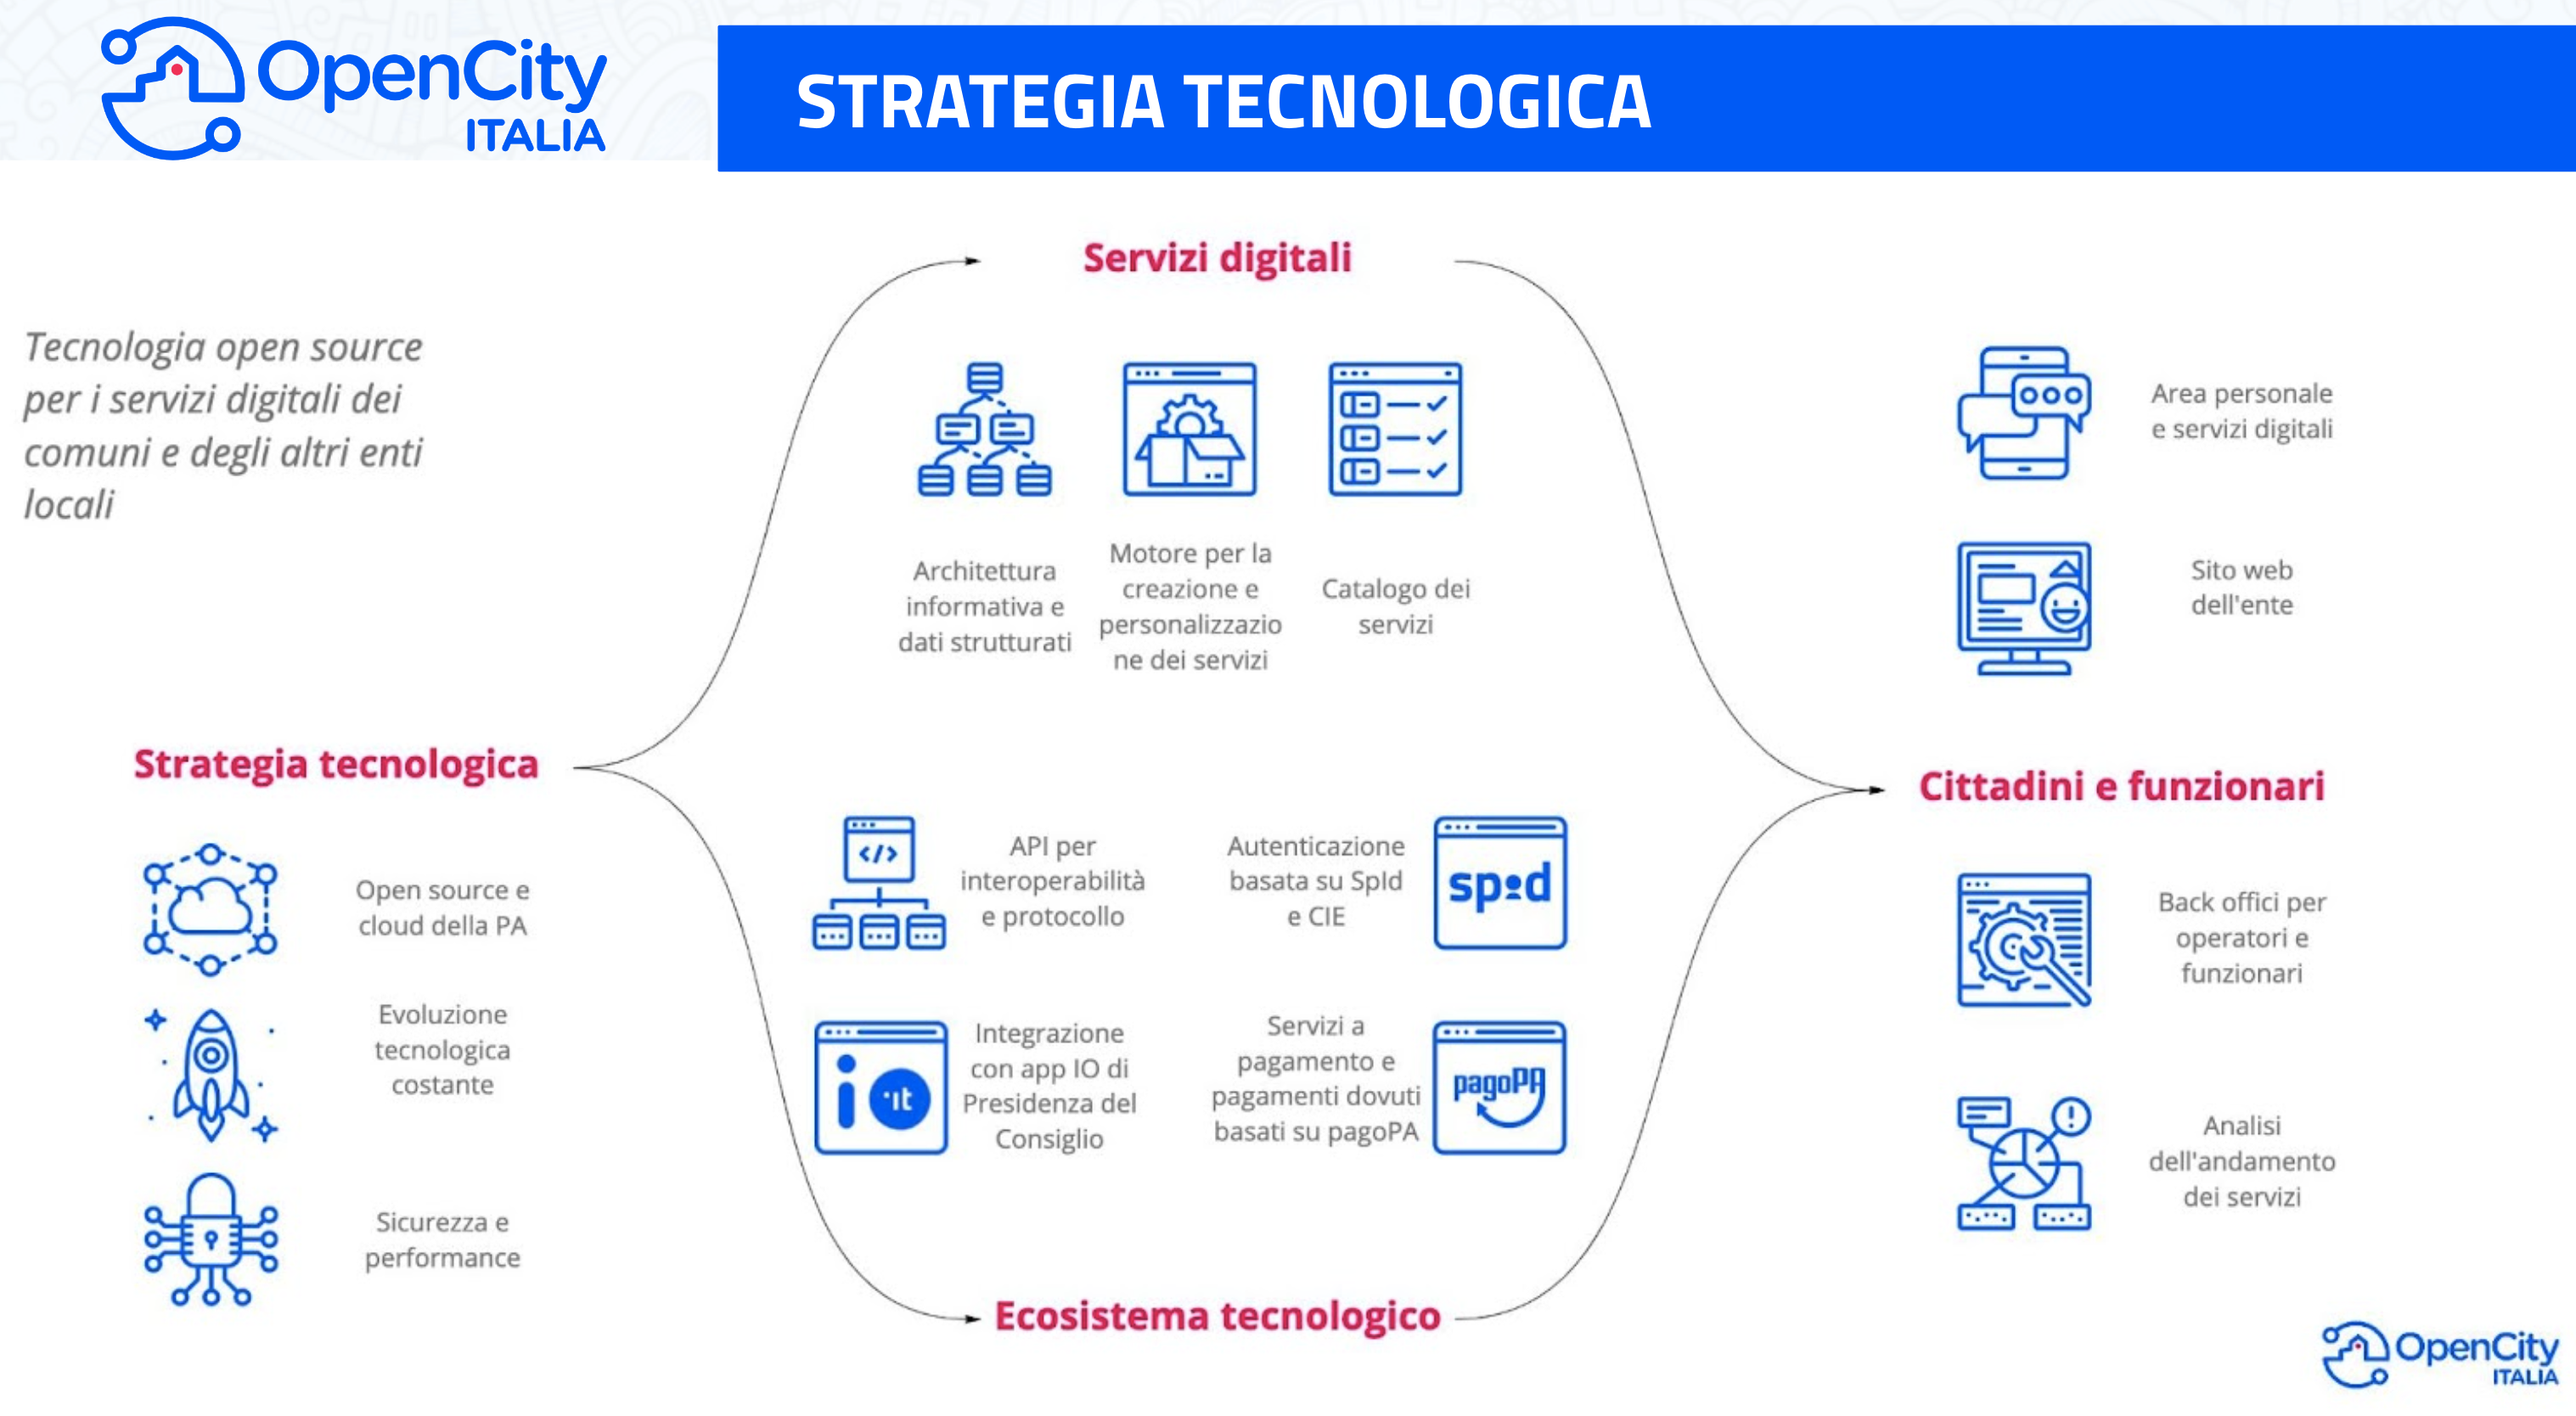 OpenCity
ITALIA
STRATEGIA TECNOLOGICA
Tecnologia open source
per i servizi digitali dei
comuni e degli altri enti
locali
Servizi digitali
Architettura
informativa e
dati strutturati
Motore per la
creazione e
personalizzazio
ne dei servizi
Catalogo dei
servizi
Area personale
e servizi digitali
Sito web
dell'ente
Strategia tecnologica
Open source e
cloud della PA
Evoluzione
tecnologica
costante
Sicurezza e
performance
</>
API per
interoperabilità
e protocollo
Autenticazione
basata su SpId
e CIE
spid
io
it
Integrazione
con app IO di
Presidenza del
Consiglio
Servizi a
pagamento e
pagamenti dovuti
basati su pagoPA
pagoPA
Ecosistema tecnologico
Cittadini e funzionari
Back offici per
operatori e
funzionari
Analisi
dell'andamento
dei servizi
OpenCity
ITALIA